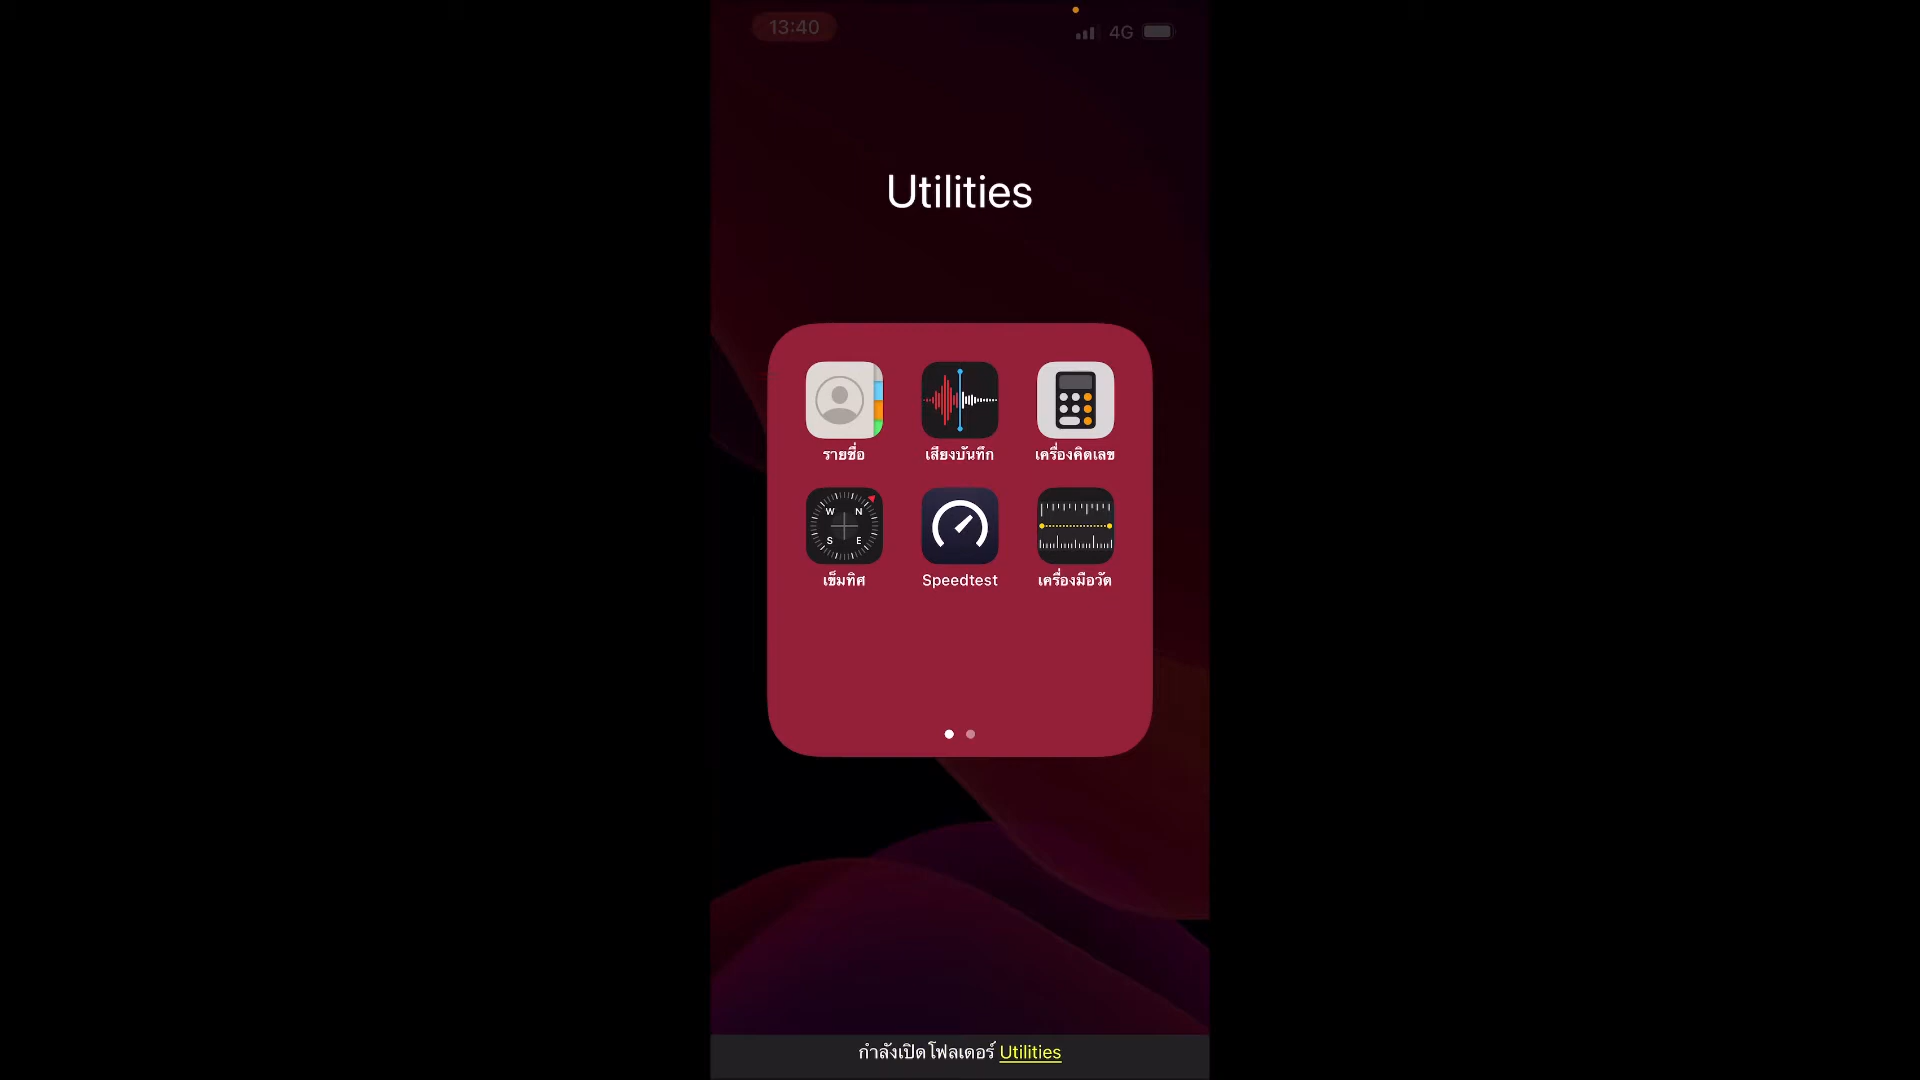 13:40
4G
Utilities
รายชื่อ
เสียงบันทึก
เครื่องคิดเลข
W N
S E
เข็มทิศ
Speedtest
เครื่องมือวัด
กำลังเปิดโฟลเดอร์ Utilities